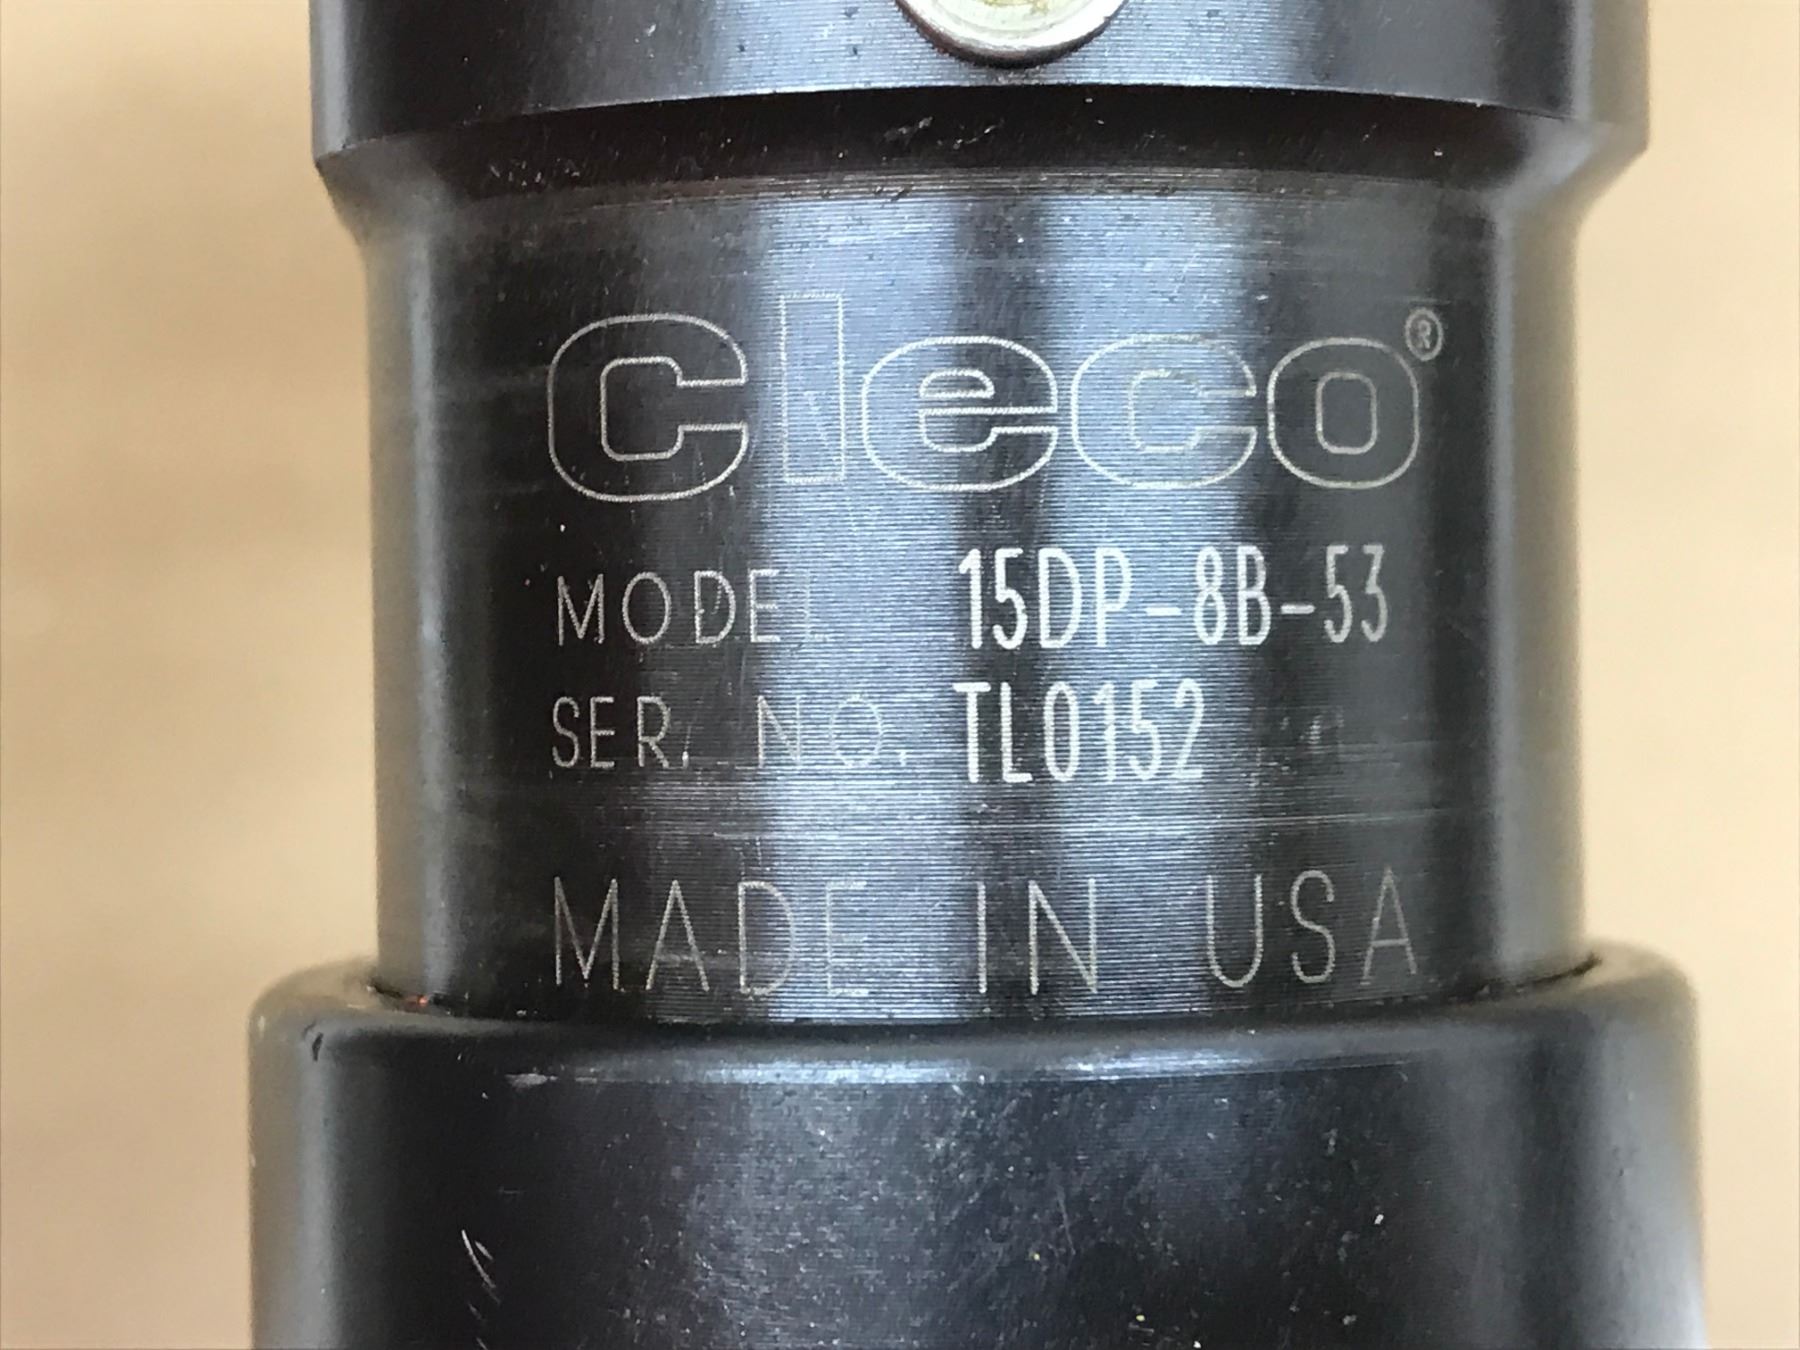 cleco®
MODEL 15DP-8B-53
SER. NO. TL0152
MADE IN USA